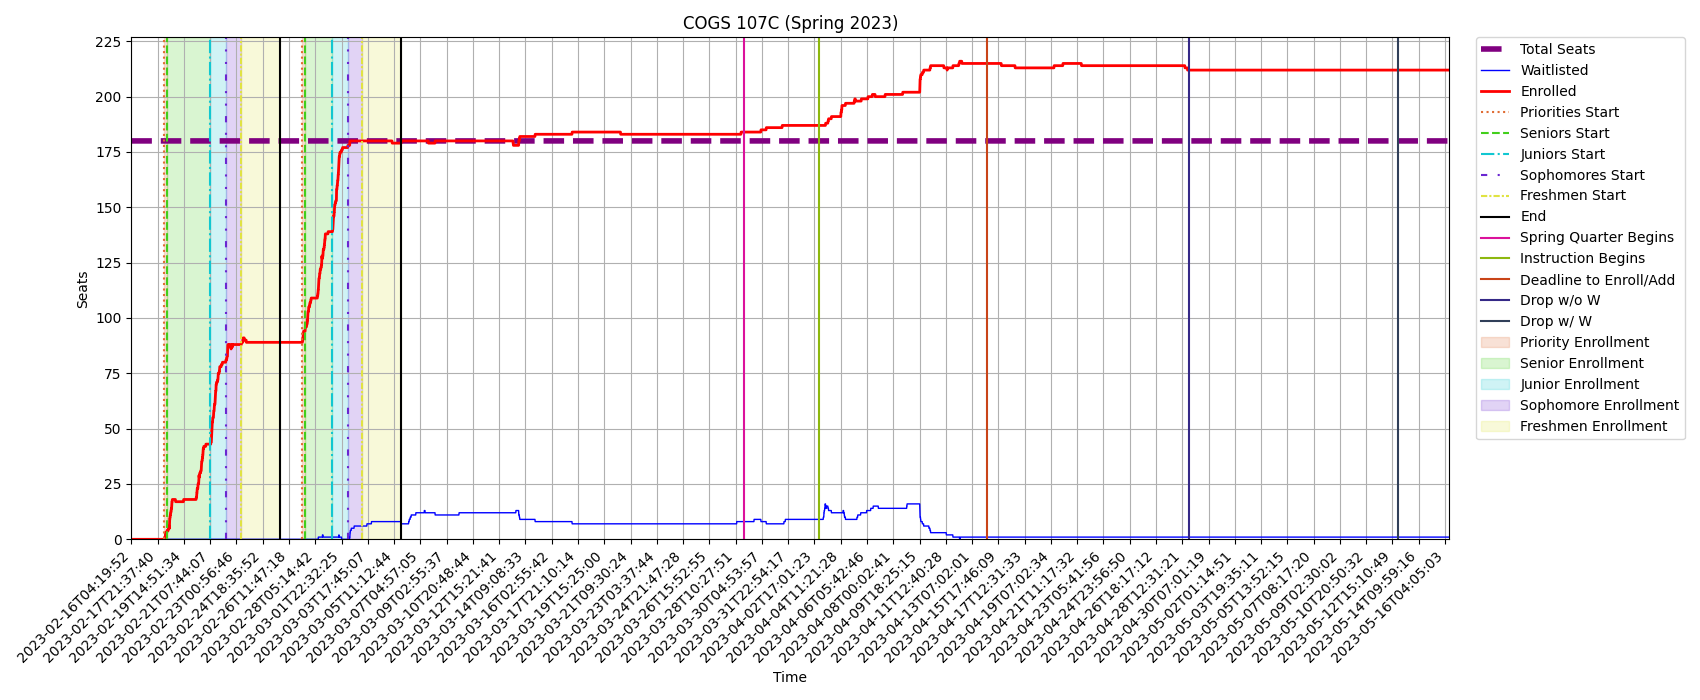 COGS 107C (Spring 2023)
Seats
225
200
175
150
125
100
75
50
25
0
2023-02-16T04:19:52
2023-02-17T21:37:40
2023-02-19T14:51:34
2023-02-21T07:44:07
2023-02-23T00:56:46
2023-02-24T18:35:52
2023-02-26T11:47:18
2023-02-28T05:14:42
2023-03-01T22:32:25
2023-03-03T17:45:07
2023-03-05T11:12:44
2023-03-07T04:57:05
2023-03-09T02:55:37
2023-03-10T20:48:44
2023-03-12T15:21:41
2023-03-14T09:08:33
2023-03-16T02:55:42
2023-03-17T21:10:14
2023-03-19T15:25:00
2023-03-21T09:30:24
2023-03-23T03:37:44
2023-03-24T21:47:28
2023-03-26T15:52:55
2023-03-28T10:27:51
2023-03-30T04:53:57
2023-03-31T22:54:17
2023-04-02T17:01:23
2023-04-04T11:21:28
2023-04-06T05:42:46
2023-04-08T00:02:41
2023-04-09T18:25:15
2023-04-11T12:40:28
2023-04-13T07:02:01
2023-04-15T17:46:09
2023-04-17T12:31:33
2023-04-19T07:02:34
2023-04-21T11:17:32
2023-04-23T05:41:56
2023-04-24T23:56:50
2023-04-26T18:17:12
2023-04-28T12:31:21
2023-04-30T07:01:19
2023-05-02T01:14:51
2023-05-03T19:35:11
2023-05-05T13:52:15
2023-05-07T08:17:20
2023-05-09T02:30:02
2023-05-10T20:50:32
2023-05-12T15:10:49
2023-05-14T09:59:16
2023-05-16T04:05:03
Time
Total Seats
Waitlisted
Enrolled
Priorities Start
Seniors Start
Juniors Start
Sophomores Start
Freshmen Start
End
Spring Quarter Begins
Instruction Begins
Deadline to Enroll/Add
Drop w/o W
Drop w/ W
Priority Enrollment
Senior Enrollment
Junior Enrollment
Sophomore Enrollment
Freshmen Enrollment